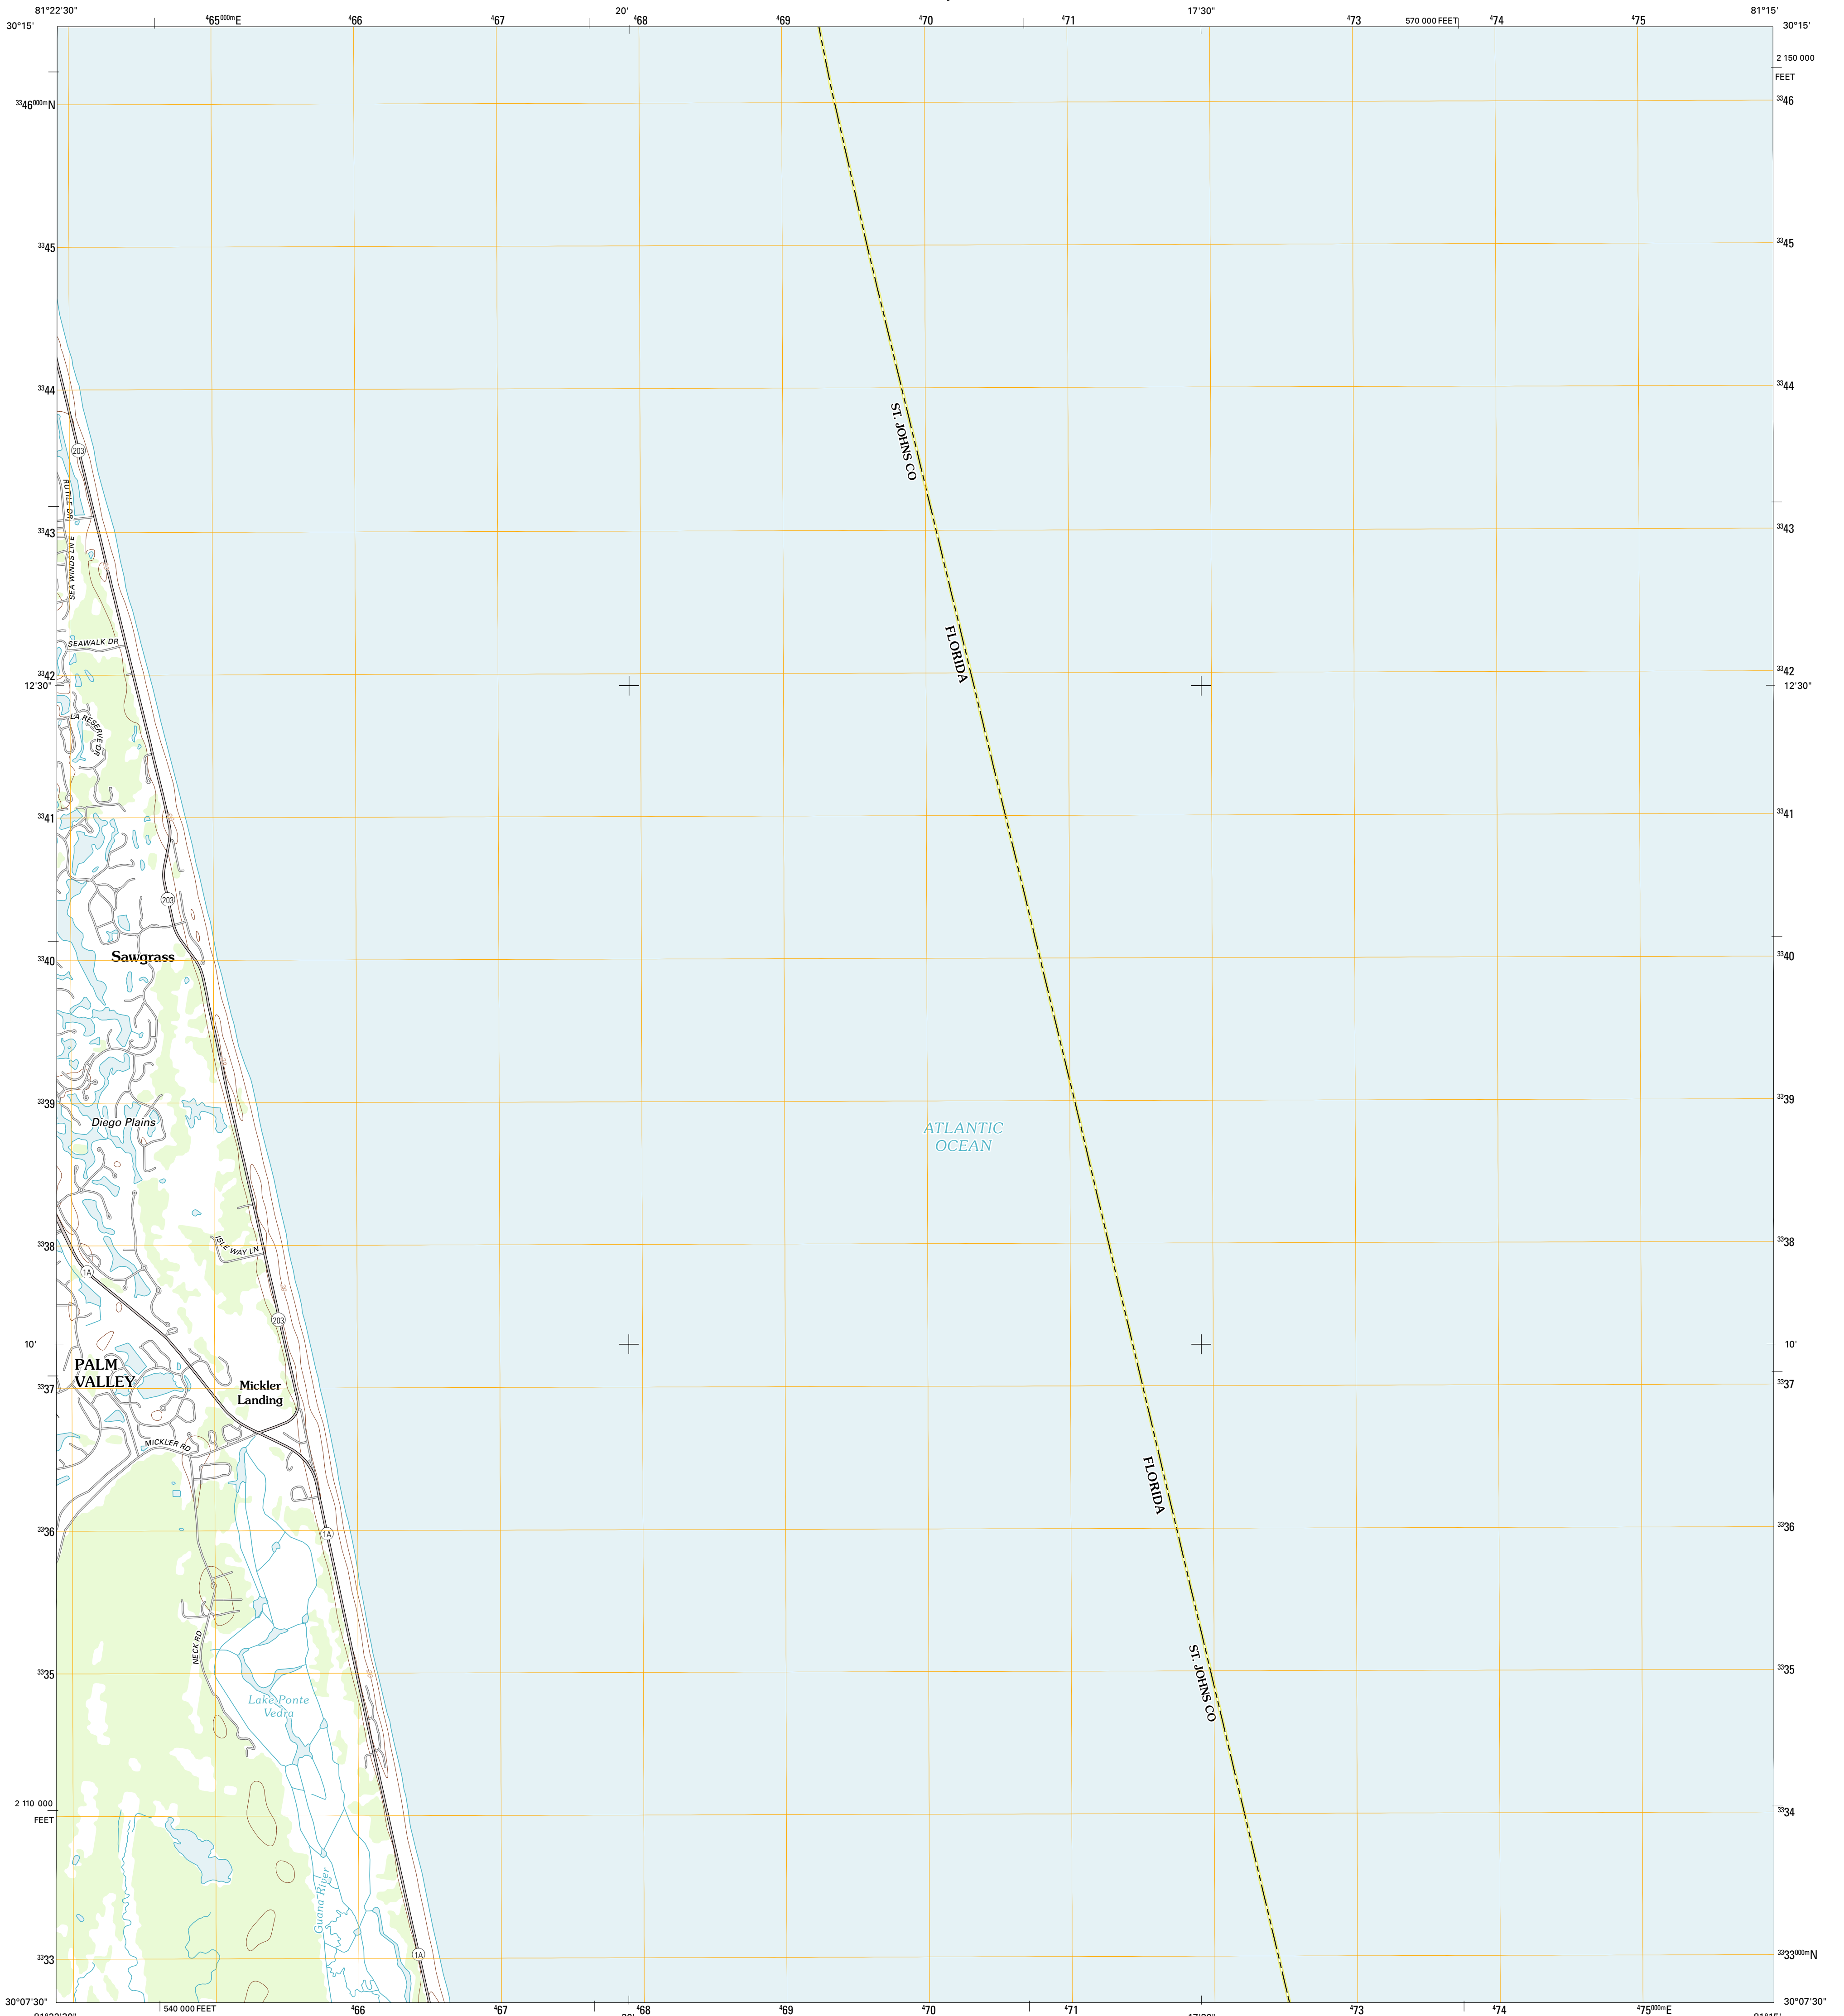 81°22'30"
⁴65⁰⁰⁰ᵐE
⁴66
⁴67
20'
⁴68
⁴69
⁴70
⁴71
17'30"
⁴73
570 000 FEET
⁴74
⁴75
81°15'
30°15'
30°15'
2 150 000
FEET
³³46⁰⁰⁰ᵐN
³³46
³³45
³³45
³³44
³³44
ST. JOHNS CO
203
RUTILE DR
³³43
³³43
SEA WINDS LN E
SEAWALK DR
FLORIDA
³³42
³³42
12'30"
12'30"
LA RESERVE DR
³³41
³³41
203
Sawgrass
³³40
³³40
³³39
³³39
Diego Plains
ATLANTIC
OCEAN
ISLE WAY LN
³³38
³³38
1A
203
10'
10'
PALM
VALLEY
Mickler
Landing
³³37
³³37
MICKLER RD
FLORIDA
³³36
³³36
1A
NECK RD
ST. JOHNS CO
³³35
³³35
Lake Ponte
Vedra
2 110 000
FEET
³³34
Guana River
1A
³³33
³³33⁰⁰⁰ᵐN
30°07'30"
30°07'30"
540 000 FEET
⁴66
⁴67
⁴68
⁴69
⁴70
⁴71
⁴73
⁴74
⁴75⁰⁰⁰ᵐE